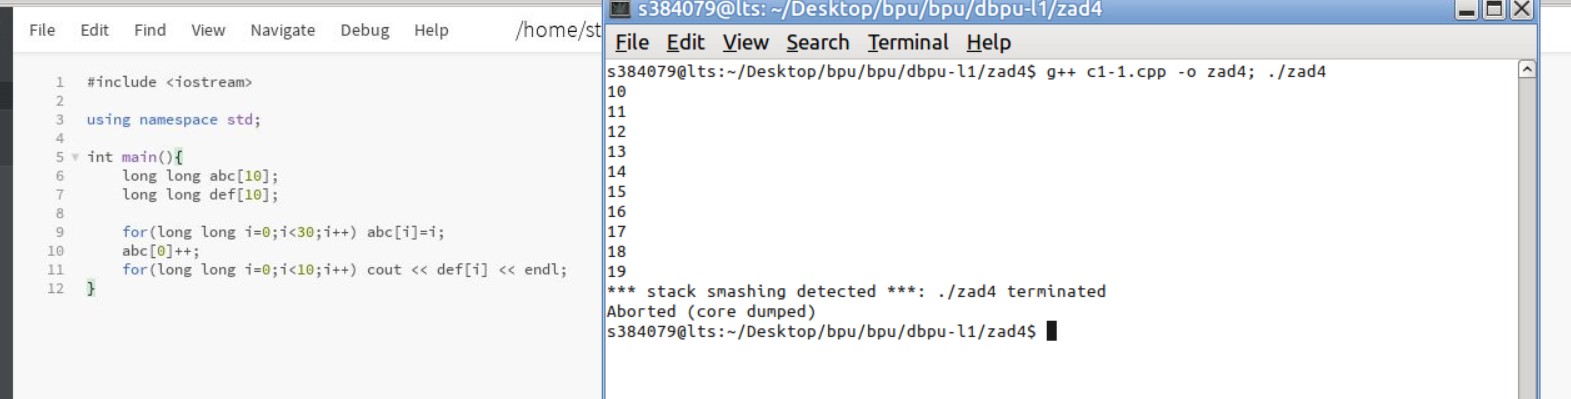 File Edit Find View Navigate Debug Help /home/st
1 #include <iostream>
2
3 using namespace std;
4
5 int main(){
6 long long abc[10];
7 long long def[10];
8
9 for(long long i=0;i<30;i++) abc[i]=i;
10 abc[0]++;
11 for(long long i=0;i<10;i++) cout << def[i] << endl;
12 }
s384079@lts: ~/Desktop/bpu/bpu/dbpu-l1/zad4
File Edit View Search Terminal Help
s384079@lts:~/Desktop/bpu/bpu/dbpu-l1/zad4$ g++ c1-1.cpp -o zad4; ./zad4
10
11
12
13
14
15
16
17
18
19
*** stack smashing detected ***: ./zad4 terminated
Aborted (core dumped)
s384079@lts:~/Desktop/bpu/bpu/dbpu-l1/zad4$